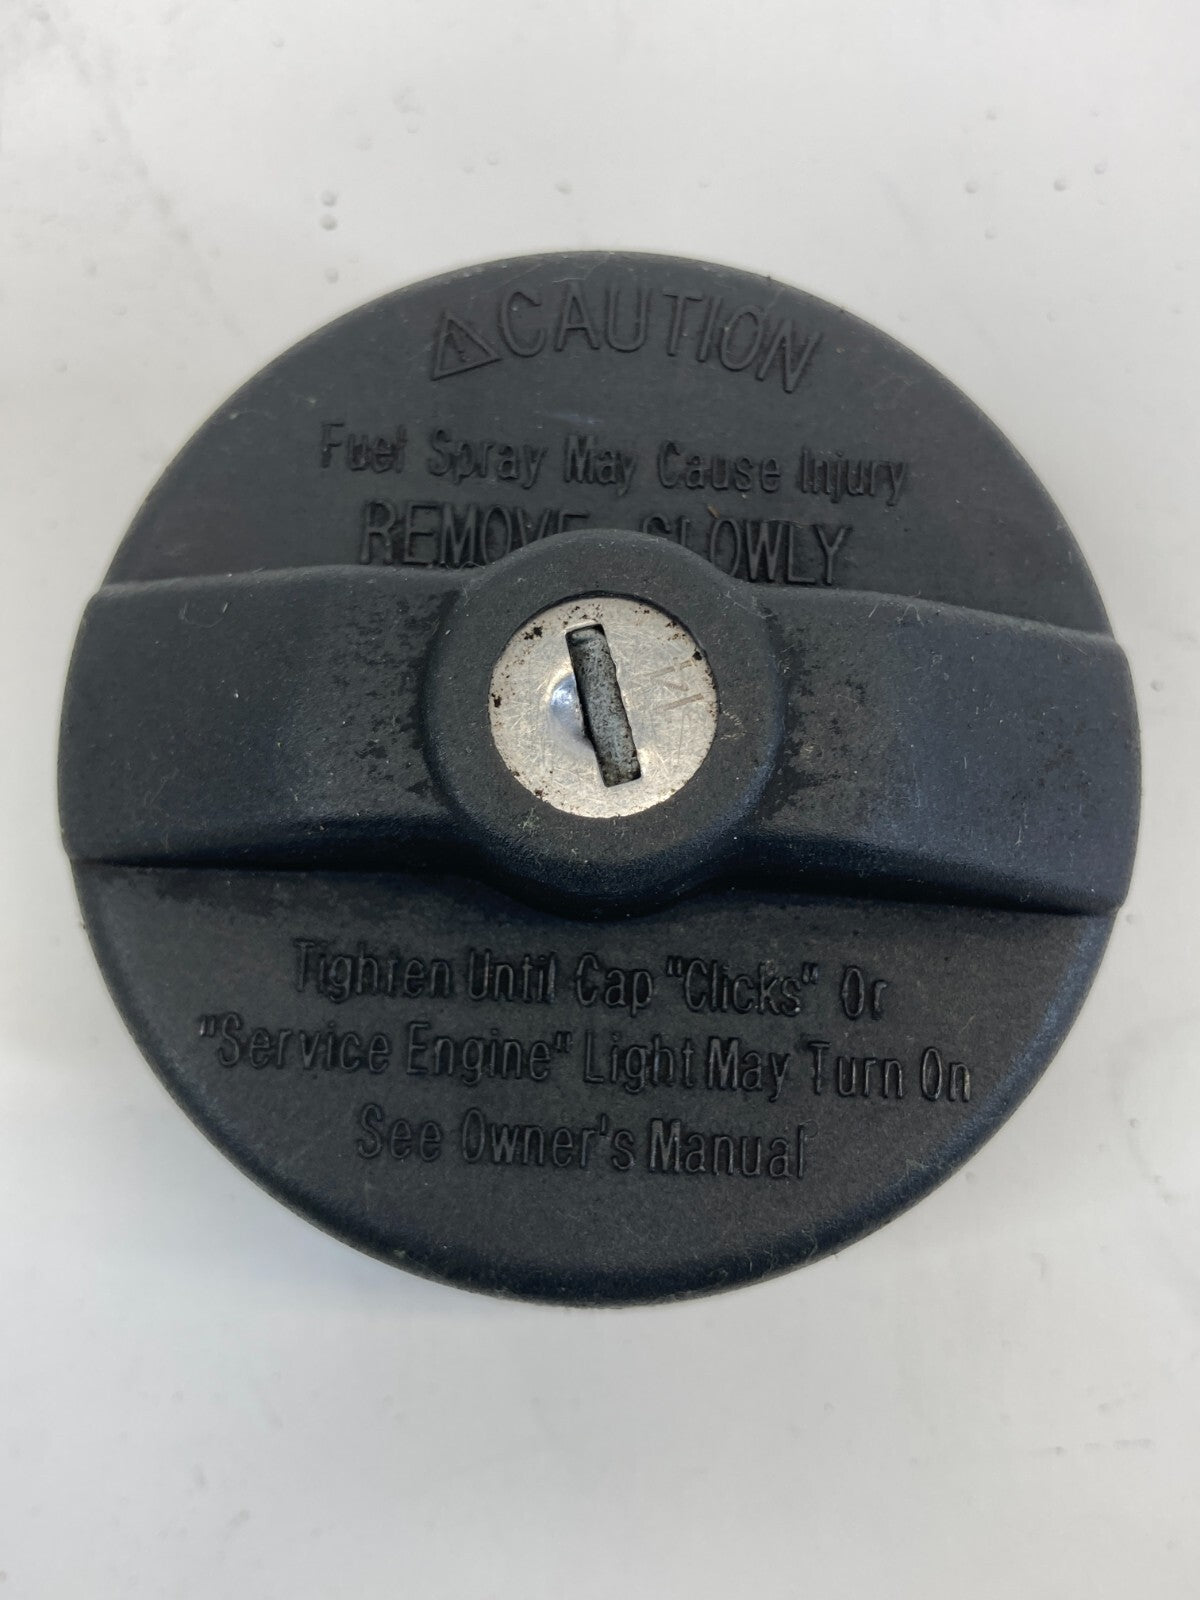 ⚠CAUTION
Fuel Spray May Cause Injury
REMOVE SLOWLY
Tighten Until Cap "Clicks" Or
"Service Engine" Light May Turn On
See Owner's Manual